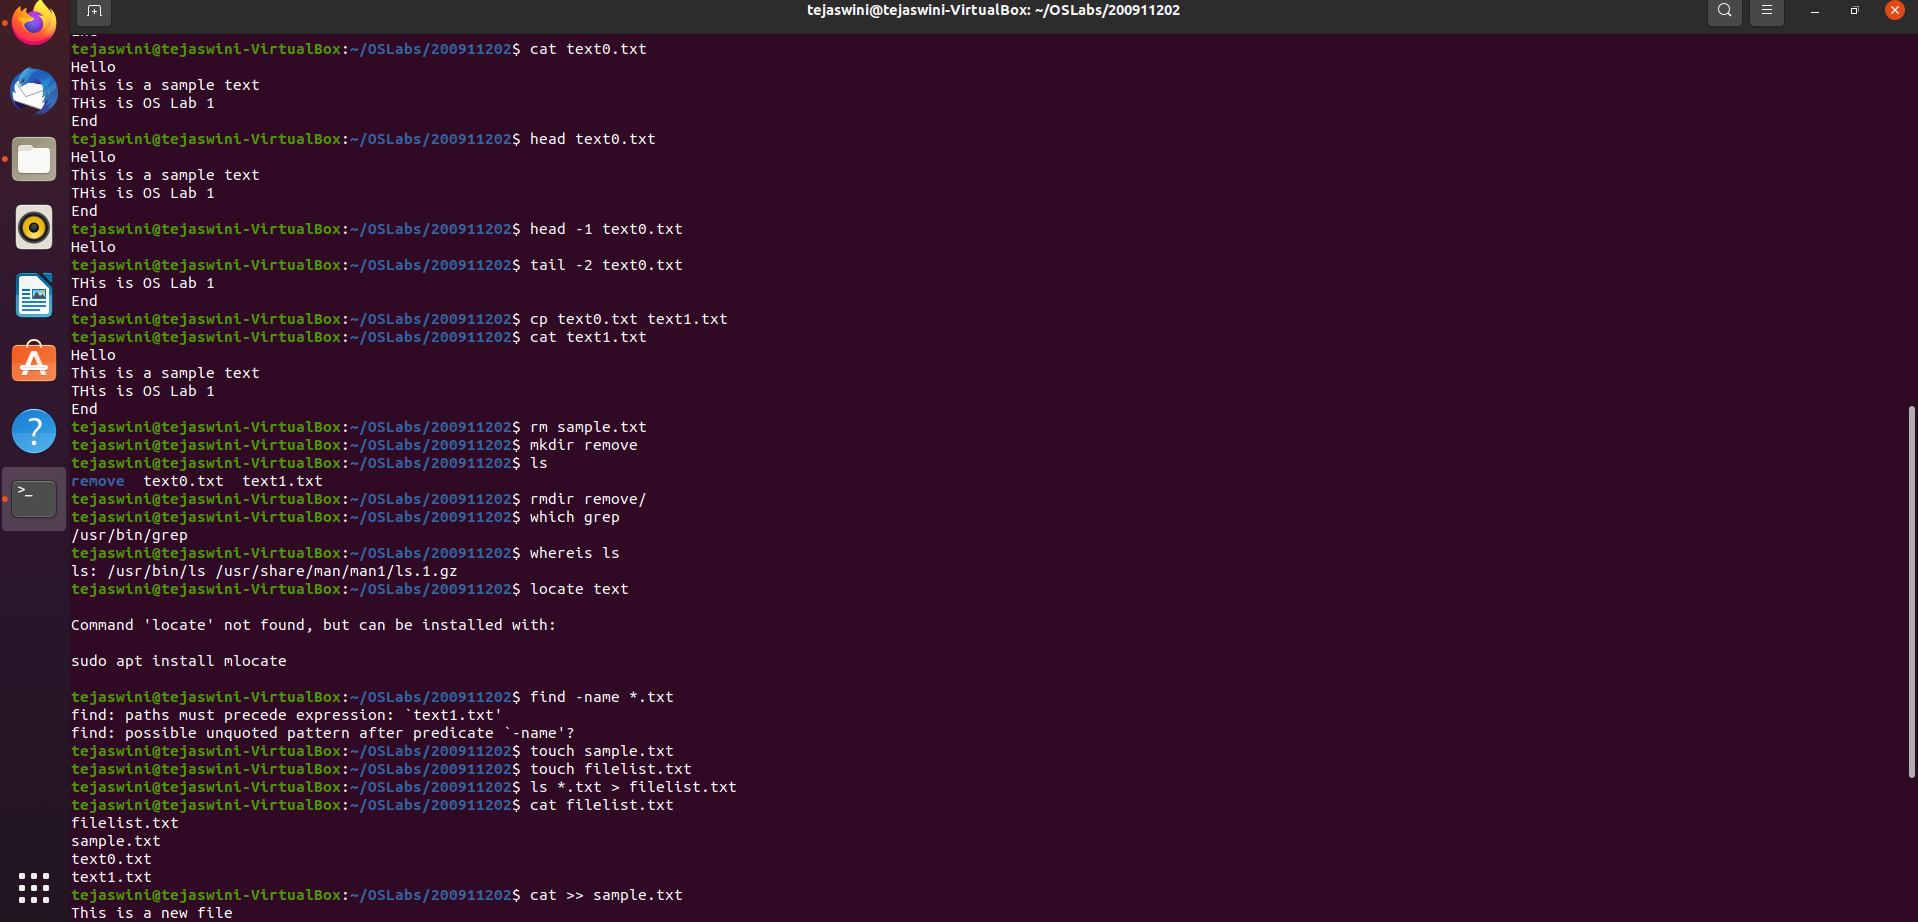 tejaswini@tejaswini-VirtualBox: ~/OSLabs/200911202
tejaswini@tejaswini-VirtualBox:~/OSLabs/200911202$ cat text0.txt
Hello
This is a sample text
THis is OS Lab 1
End
tejaswini@tejaswini-VirtualBox:~/OSLabs/200911202$ head text0.txt
Hello
This is a sample text
THis is OS Lab 1
End
tejaswini@tejaswini-VirtualBox:~/OSLabs/200911202$ head -1 text0.txt
Hello
tejaswini@tejaswini-VirtualBox:~/OSLabs/200911202$ tail -2 text0.txt
THis is OS Lab 1
End
tejaswini@tejaswini-VirtualBox:~/OSLabs/200911202$ cp text0.txt text1.txt
tejaswini@tejaswini-VirtualBox:~/OSLabs/200911202$ cat text1.txt
Hello
This is a sample text
THis is OS Lab 1
End
tejaswini@tejaswini-VirtualBox:~/OSLabs/200911202$ rm sample.txt
tejaswini@tejaswini-VirtualBox:~/OSLabs/200911202$ mkdir remove
tejaswini@tejaswini-VirtualBox:~/OSLabs/200911202$ ls
remove  text0.txt  text1.txt
tejaswini@tejaswini-VirtualBox:~/OSLabs/200911202$ rmdir remove/
tejaswini@tejaswini-VirtualBox:~/OSLabs/200911202$ which grep
/usr/bin/grep
tejaswini@tejaswini-VirtualBox:~/OSLabs/200911202$ whereis ls
ls: /usr/bin/ls /usr/share/man/man1/ls.1.gz
tejaswini@tejaswini-VirtualBox:~/OSLabs/200911202$ locate text
Command 'locate' not found, but can be installed with:
sudo apt install mlocate
tejaswini@tejaswini-VirtualBox:~/OSLabs/200911202$ find -name *.txt
find: paths must precede expression: `text1.txt'
find: possible unquoted pattern after predicate `-name'?
tejaswini@tejaswini-VirtualBox:~/OSLabs/200911202$ touch sample.txt
tejaswini@tejaswini-VirtualBox:~/OSLabs/200911202$ touch filelist.txt
tejaswini@tejaswini-VirtualBox:~/OSLabs/200911202$ ls *.txt > filelist.txt
tejaswini@tejaswini-VirtualBox:~/OSLabs/200911202$ cat filelist.txt
filelist.txt
sample.txt
text0.txt
text1.txt
tejaswini@tejaswini-VirtualBox:~/OSLabs/200911202$ cat >> sample.txt
This is a new file